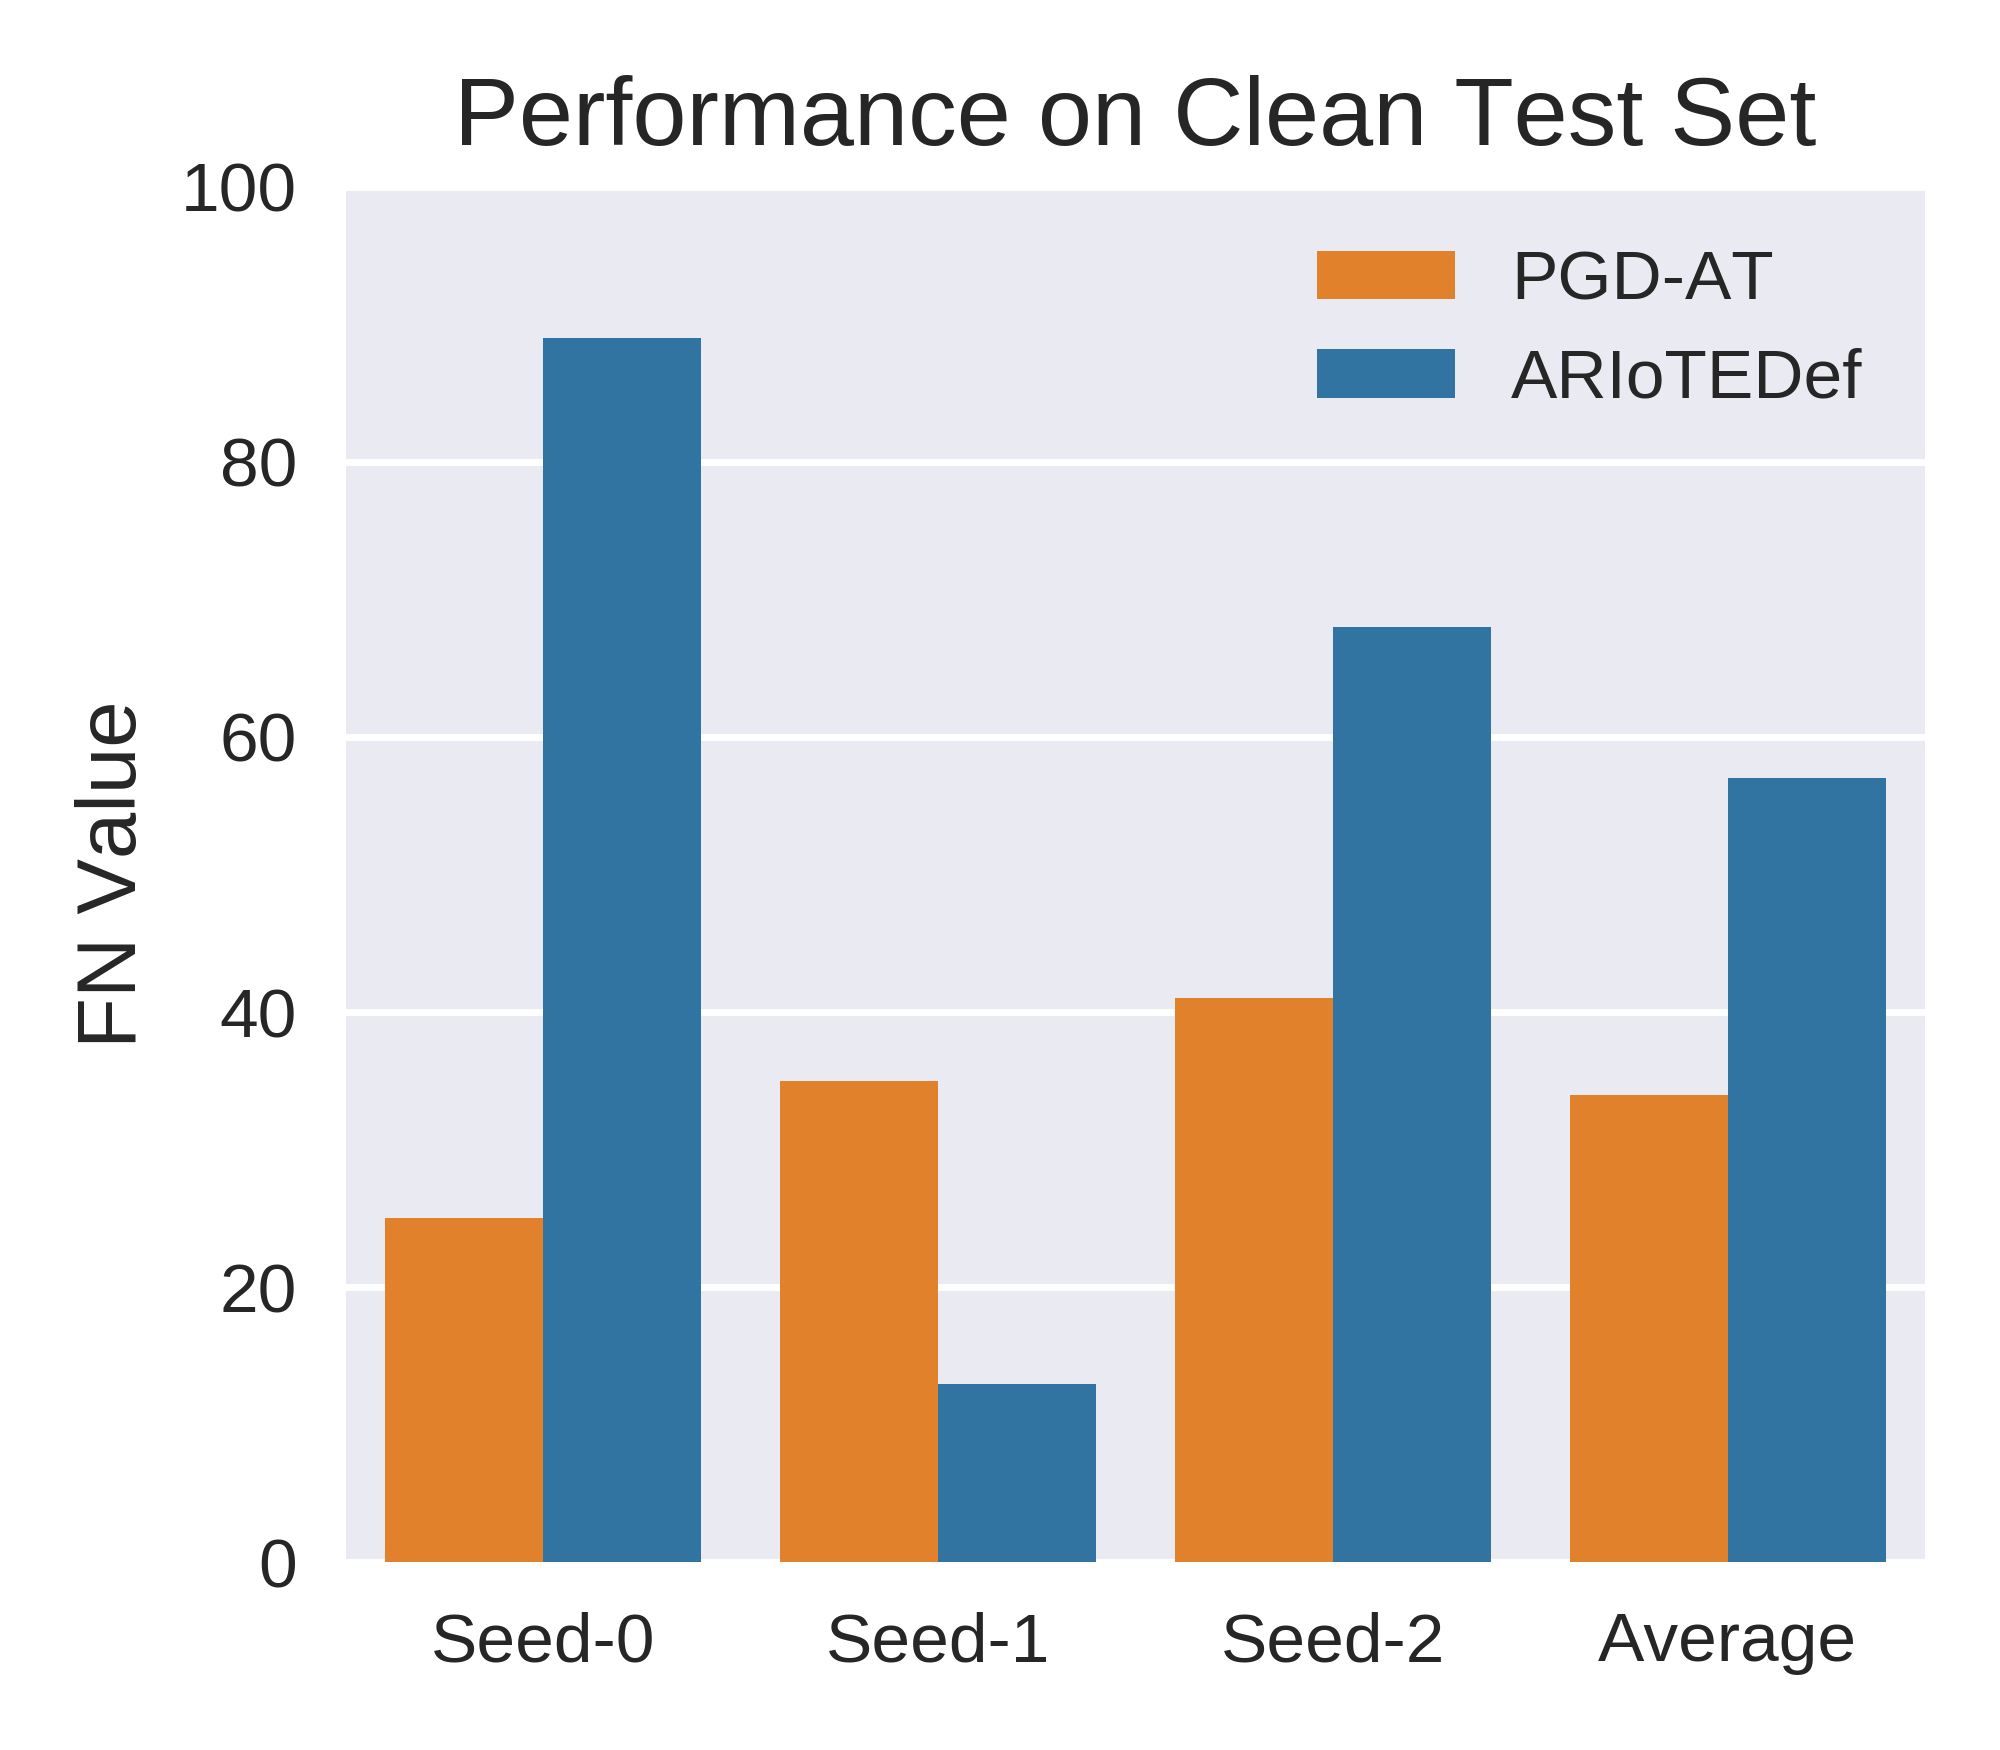 Performance on Clean Test Set
100
80
60
40
20
0
FN Value
PGD-AT
ARIoTEDef
Seed-0
Seed-1
Seed-2
Average